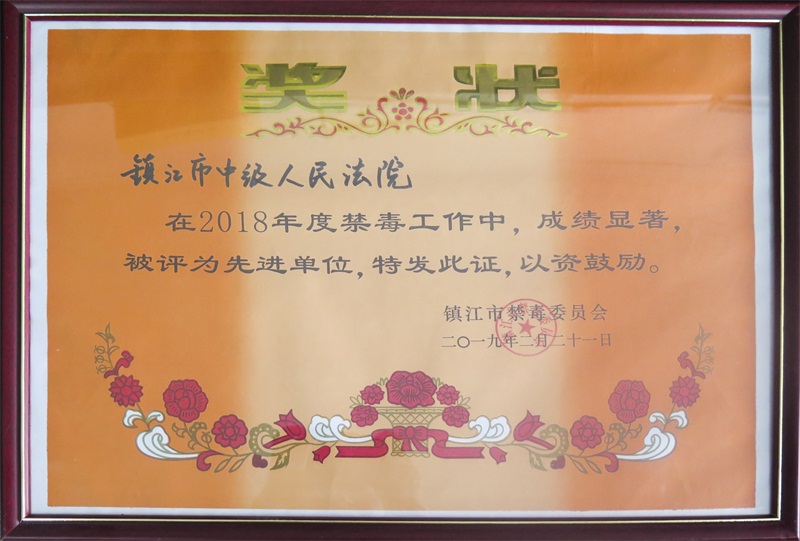 奖状
镇江市中级人民法院
在2018年度禁毒工作中，成绩显著，
被评为先进单位，特发此证，以资鼓励。
镇江市禁毒委员会
二〇一九年二月二十一日